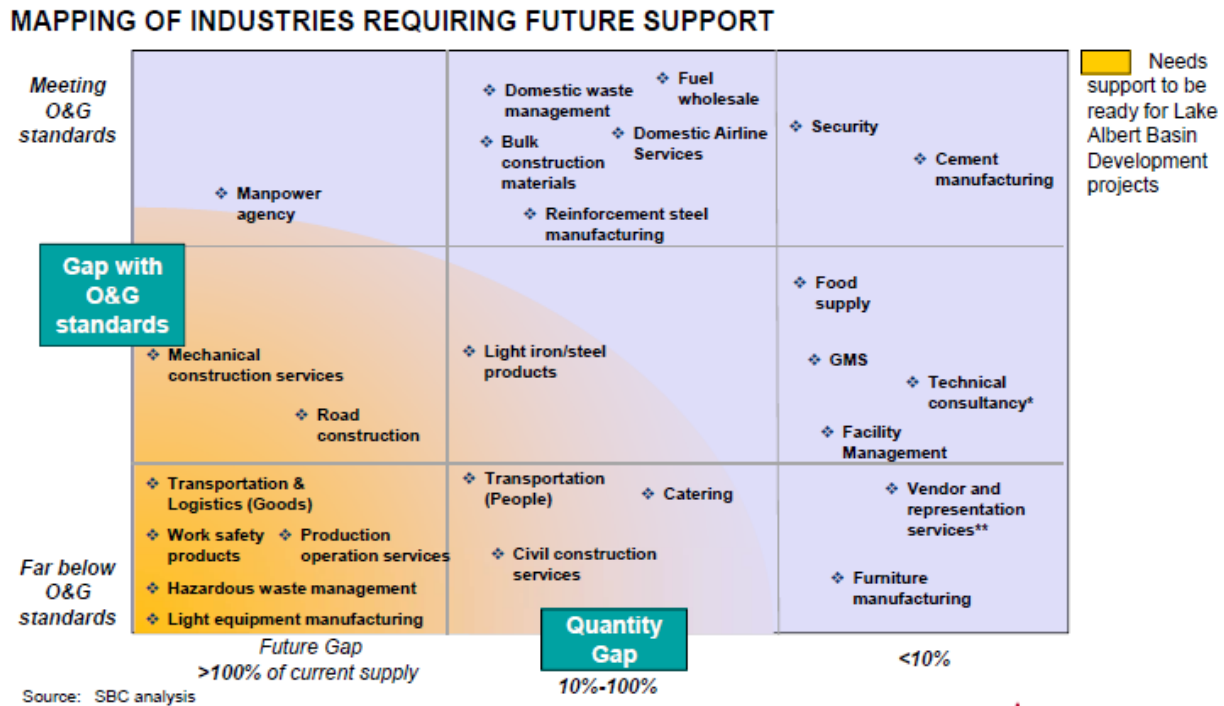 MAPPING OF INDUSTRIES REQUIRING FUTURE SUPPORT
Meeting
O&G
standards
Gap with
O&G
standards
Far below
O&G
standards
Manpower
agency
Domestic waste
management
Fuel
wholesale
Bulk
construction
materials
Domestic Airline
Services
Reinforcement steel
manufacturing
Security
Cement
manufacturing
Mechanical
construction services
Road
construction
Light iron/steel
products
Food
supply
GMS
Technical
consultancy*
Facility
Management
Transportation &
Logistics (Goods)
Work safety
products
Production
operation services
Hazardous waste management
Light equipment manufacturing
Transportation
(People)
Catering
Civil construction
services
Vendor and
representation
services**
Furniture
manufacturing
Future Gap
>100% of current supply
Quantity
Gap
10%-100%
<10%
Needs
support to be
ready for Lake
Albert Basin
Development
projects
Source: SBC analysis